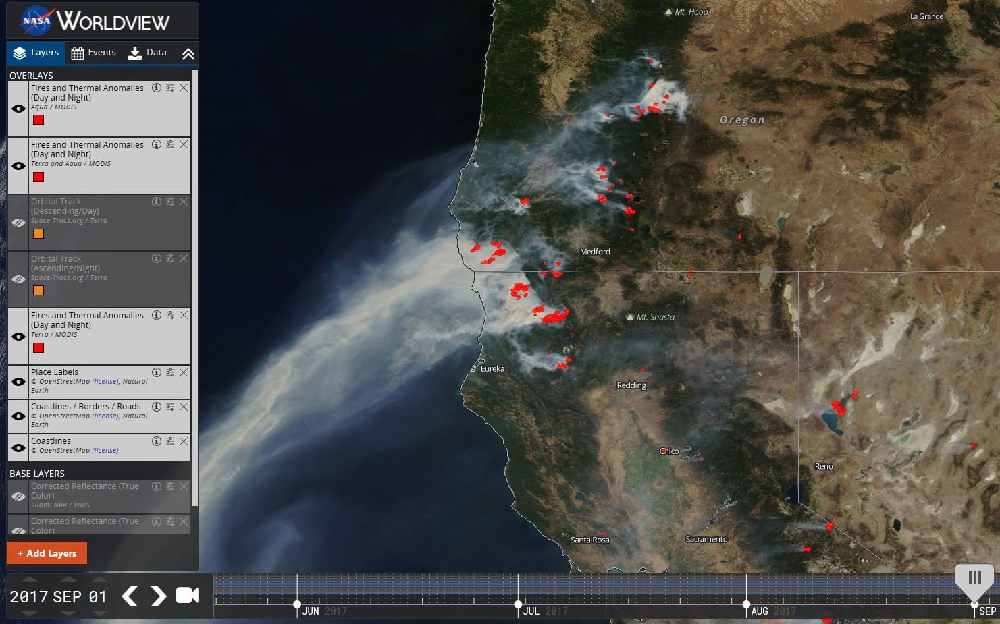 NASA WORLDVIEW
Layers Events Data
OVERLAYS
Fires and Thermal Anomalies
(Day and Night)
Aqua / MODIS
Fires and Thermal Anomalies
(Day and Night)
Terra and Aqua / MODIS
Orbital Track
(Descending/Day)
Space-Track.org / Terra
Orbital Track
(Ascending/Night)
Space-Track.org / Terra
Fires and Thermal Anomalies
(Day and Night)
Terra / MODIS
Place Labels
© OpenStreetMap (license), Natural
Earth
Coastlines / Borders / Roads
© OpenStreetMap (license), Natural
Earth
Coastlines
© OpenStreetMap (license)
BASE LAYERS
Corrected Reflectance (True
Color)
Suomi NPP / VIIRS
Corrected Reflectance (True
Color)
+ Add Layers
Mt. Hood
La Grande
Oregon
Medford
Mt. Shasta
Eureka
Redding
Chico
Reno
Santa Rosa
Sacramento
2017 SEP 01
JUN 2017
JUL 2017
AUG 2017
SEP